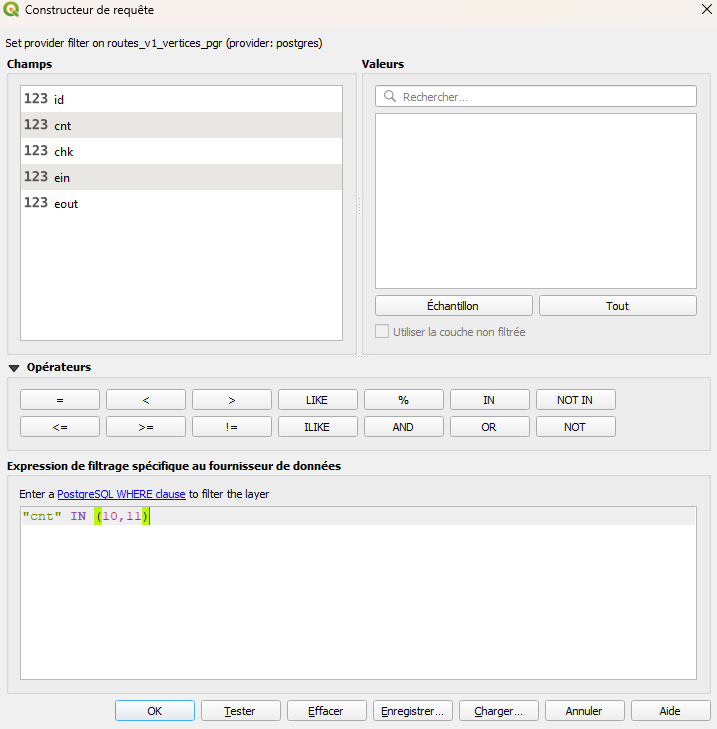 Constructeur de requête
Set provider filter on routes_v1_vertices_pgr (provider: postgres)
Champs
123 id
123 cnt
123 chk
123 ein
123 eout
Valeurs
Rechercher...
Échantillon Tout
Utiliser la couche non filtrée
Opérateurs
= < > LIKE % IN NOT IN
<= >= != ILIKE AND OR NOT
Expression de filtrage spécifique au fournisseur de données
Enter a PostgreSQL WHERE clause to filter the layer
"cnt" IN (10,11)
OK Tester Effacer Enregistrer... Charger... Annuler Aide